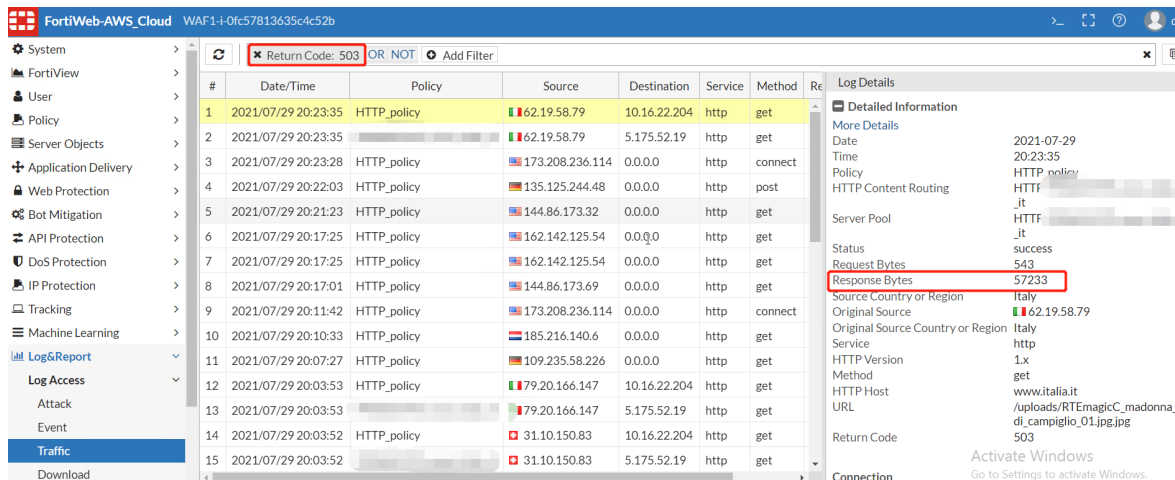 FortiWeb-AWS_Cloud WAF1-i-0fc57813635c4c52b
System
FortiView
User
Policy
Server Objects
Application Delivery
Web Protection
Bot Mitigation
API Protection
DoS Protection
IP Protection
Tracking
Machine Learning
Log&Report
Log Access
Attack
Event
Traffic
Download
Return Code: 503 OR NOT Add Filter
# Date/Time Policy Source Destination Service Method Re
1 2021/07/29 20:23:35 HTTP_policy 62.19.58.79 10.16.22.204 http get
2 2021/07/29 20:23:35 62.19.58.79 5.175.52.19 http get
3 2021/07/29 20:23:28 HTTP_policy 173.208.236.114 0.0.0.0 http connect
4 2021/07/29 20:22:03 HTTP_policy 135.125.244.48 0.0.0.0 http post
5 2021/07/29 20:21:23 HTTP_policy 144.86.173.32 0.0.0.0 http get
6 2021/07/29 20:17:25 HTTP_policy 162.142.125.54 0.0.0.0 http get
7 2021/07/29 20:17:25 HTTP_policy 162.142.125.54 0.0.0.0 http get
8 2021/07/29 20:17:01 HTTP_policy 144.86.173.69 0.0.0.0 http get
9 2021/07/29 20:11:42 HTTP_policy 173.208.236.114 0.0.0.0 http connect
10 2021/07/29 20:10:33 HTTP_policy 185.216.140.6 0.0.0.0 http get
11 2021/07/29 20:07:27 HTTP_policy 109.235.58.226 0.0.0.0 http get
12 2021/07/29 20:03:53 HTTP_policy 79.20.166.147 10.16.22.204 http get
13 2021/07/29 20:03:53 79.20.166.147 5.175.52.19 http get
14 2021/07/29 20:03:52 HTTP_policy 31.10.150.83 10.16.22.204 http get
15 2021/07/29 20:03:52 31.10.150.83 5.175.52.19 http get
Log Details
Detailed Information
More Details
Date 2021-07-29
Time 20:23:35
Policy HTTP_policy
HTTP Content Routing HTTF
_it
Server Pool HTTF
_it
Status success
Request Bytes 543
Response Bytes 57233
Source Country or Region Italy
Original Source 62.19.58.79
Original Source Country or Region Italy
Service http
HTTP Version 1.x
Method get
HTTP Host www.italia.it
URL /uploads/RTEmagicC_madonna_
di_campiglio_01.jpg.jpg
Return Code 503
Connection
Activate Windows
Go to Settings to activate Windows.